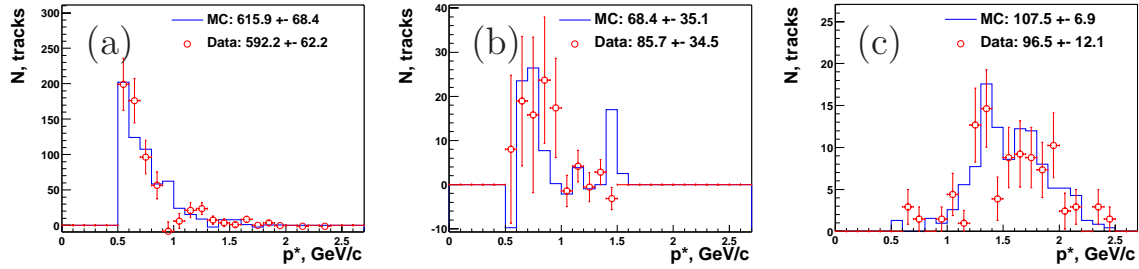 (a)
MC: 615.9 +- 68.4
Data: 592.2 +- 62.2
N, tracks
300
250
200
150
100
50
0
0 0.5 1 1.5 2 2.5
p*, GeV/c
(b)
MC: 68.4 +- 35.1
Data: 85.7 +- 34.5
N, tracks
40
30
20
10
0
-10
0 0.5 1 1.5 2 2.5
p*, GeV/c
(c)
MC: 107.5 +- 6.9
Data: 96.5 +- 12.1
N, tracks
25
20
15
10
5
0
0 0.5 1 1.5 2 2.5
p*, GeV/c